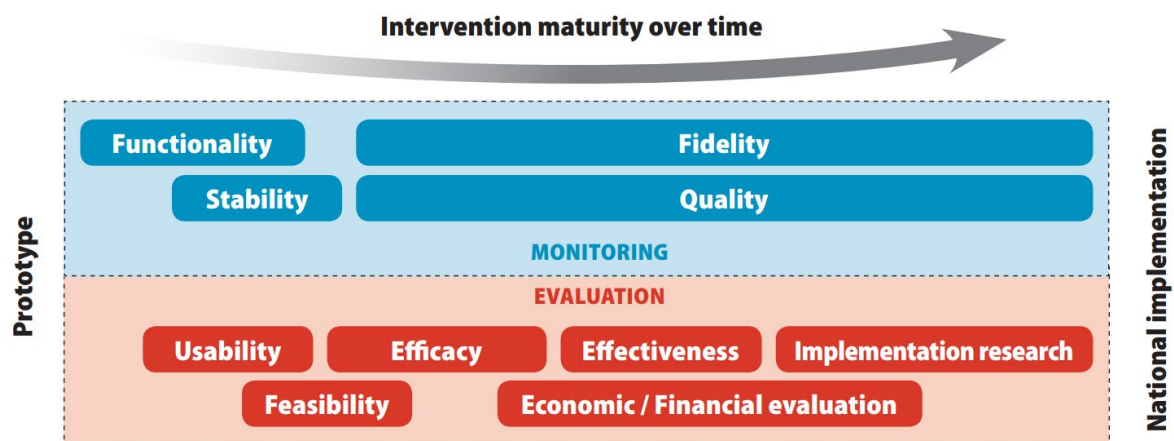 Intervention maturity over time
Prototype
Functionality
Fidelity
Stability
Quality
MONITORING
EVALUATION
Usability
Efficacy
Effectiveness
Implementation research
Feasibility
Economic / Financial evaluation
National implementation